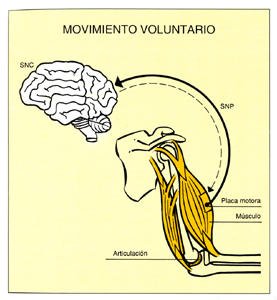 MOVIMIENTO VOLUNTARIO
SNC
SNP
Placa motora
Músculo
Articulación